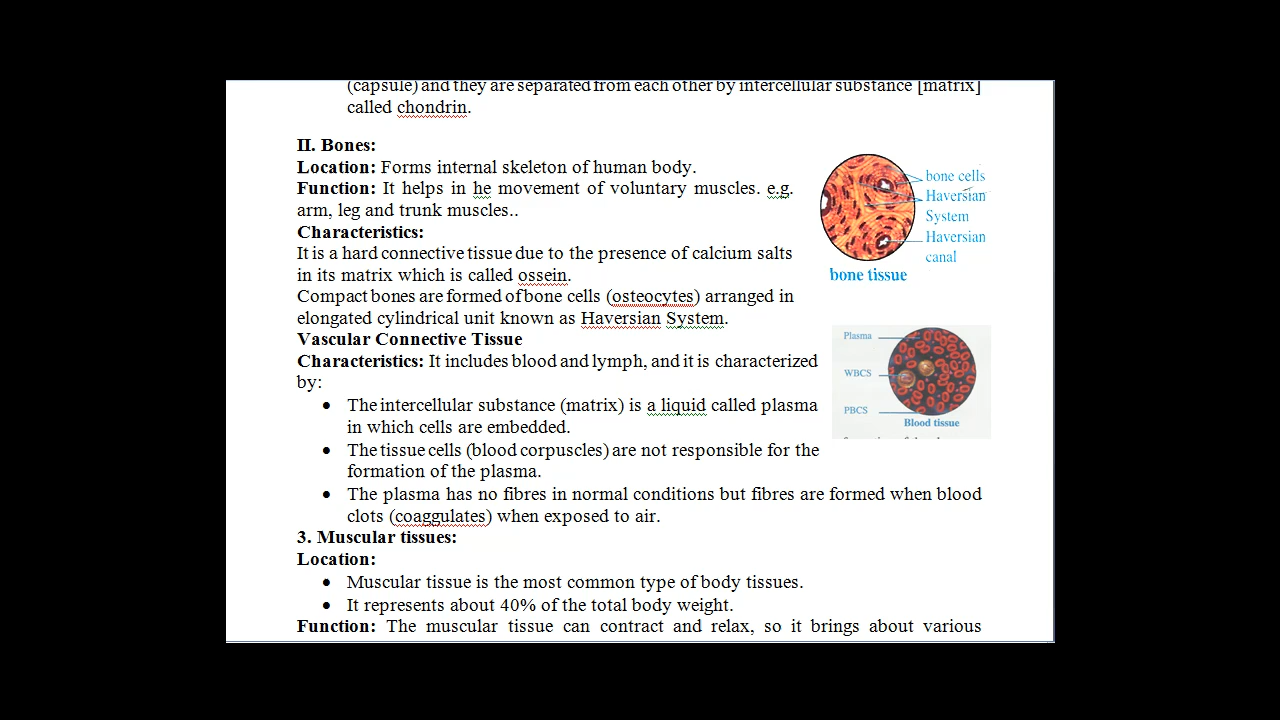 (capsule) and they are separated from each other by intercellular substance [matrix]
called chondrin.
II. Bones:
Location: Forms internal skeleton of human body.
Function: It helps in he movement of voluntary muscles. e.g.
arm, leg and trunk muscles..
Characteristics:
It is a hard connective tissue due to the presence of calcium salts
in its matrix which is called ossein.
Compact bones are formed of bone cells (osteocytes) arranged in
elongated cylindrical unit known as Haversian System.
bone cells
Haversian
System
Haversian
canal
bone tissue
Vascular Connective Tissue
Characteristics: It includes blood and lymph, and it is characterized
by:
• The intercellular substance (matrix) is a liquid called plasma
in which cells are embedded.
• The tissue cells (blood corpuscles) are not responsible for the
formation of the plasma.
• The plasma has no fibres in normal conditions but fibres are formed when blood
clots (coaggulates) when exposed to air.
Plasma
WBCS
PBCS
Blood tissue
3. Muscular tissues:
Location:
• Muscular tissue is the most common type of body tissues.
• It represents about 40% of the total body weight.
Function: The muscular tissue can contract and relax, so it brings about various